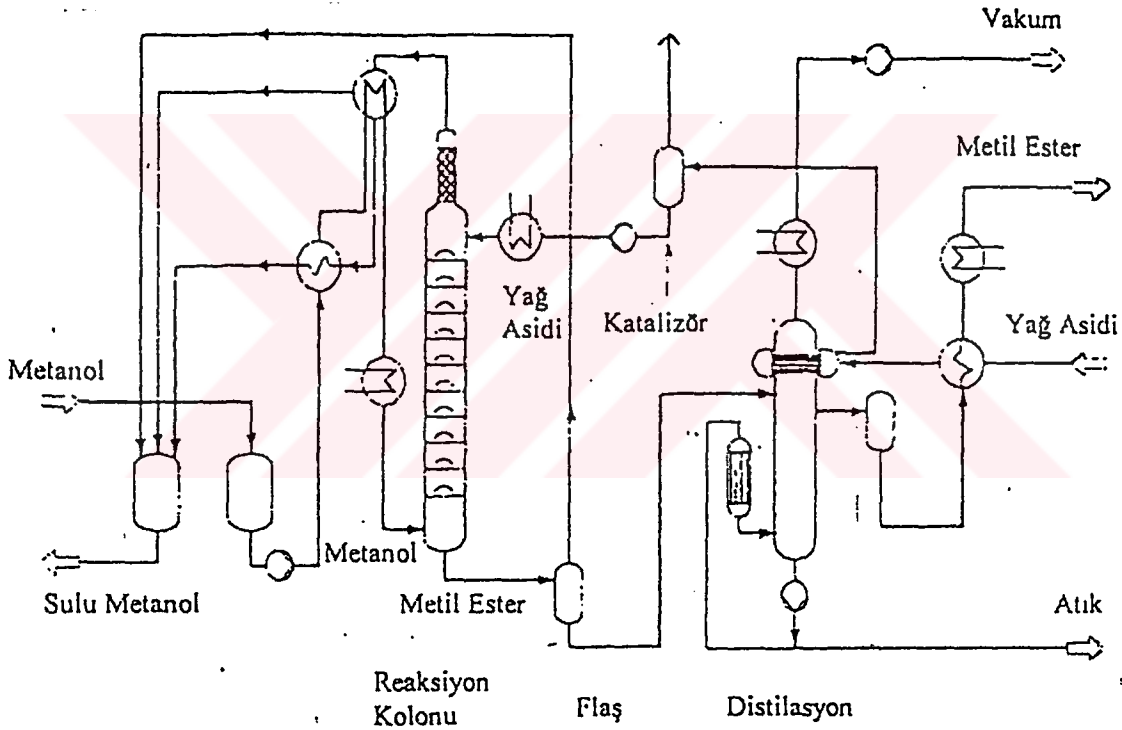 Vakum
Metil Ester
Yağ
Asidi
Katalizör
Yağ Asidi
Metanol
Metanol
Sulu Metanol
Metil Ester
Atık
Reaksiyon
Kolonu
Flaş
Distilasyon